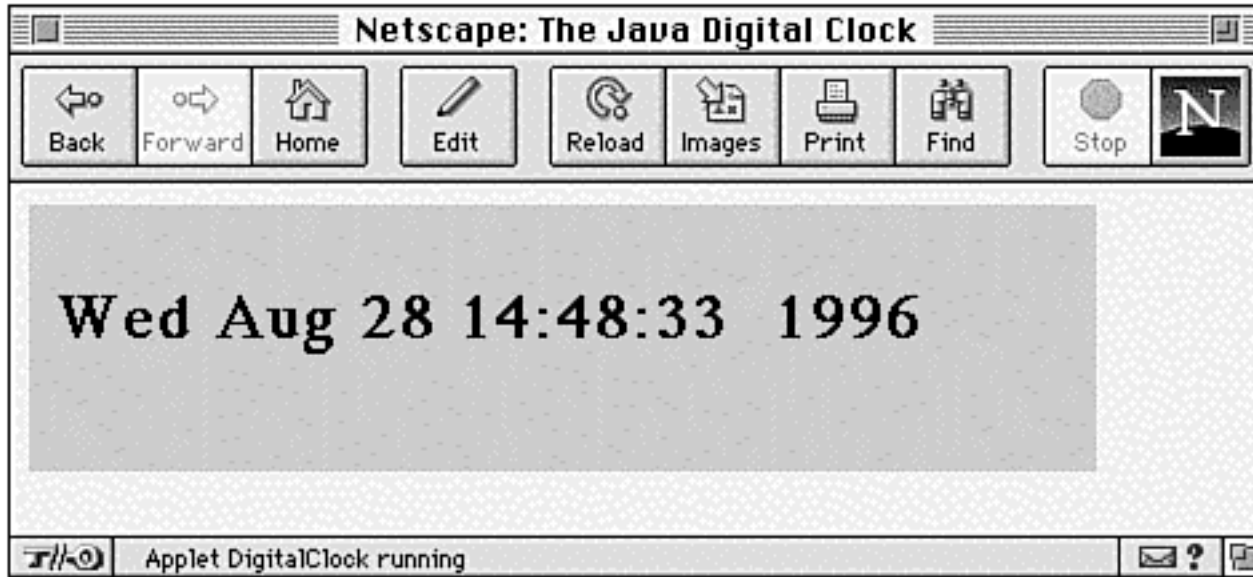 Netscape: The Java Digital Clock
Back Forward Home Edit Reload Images Print Find Stop N
Wed Aug 28 14:48:33 1996
Applet DigitalClock running ?